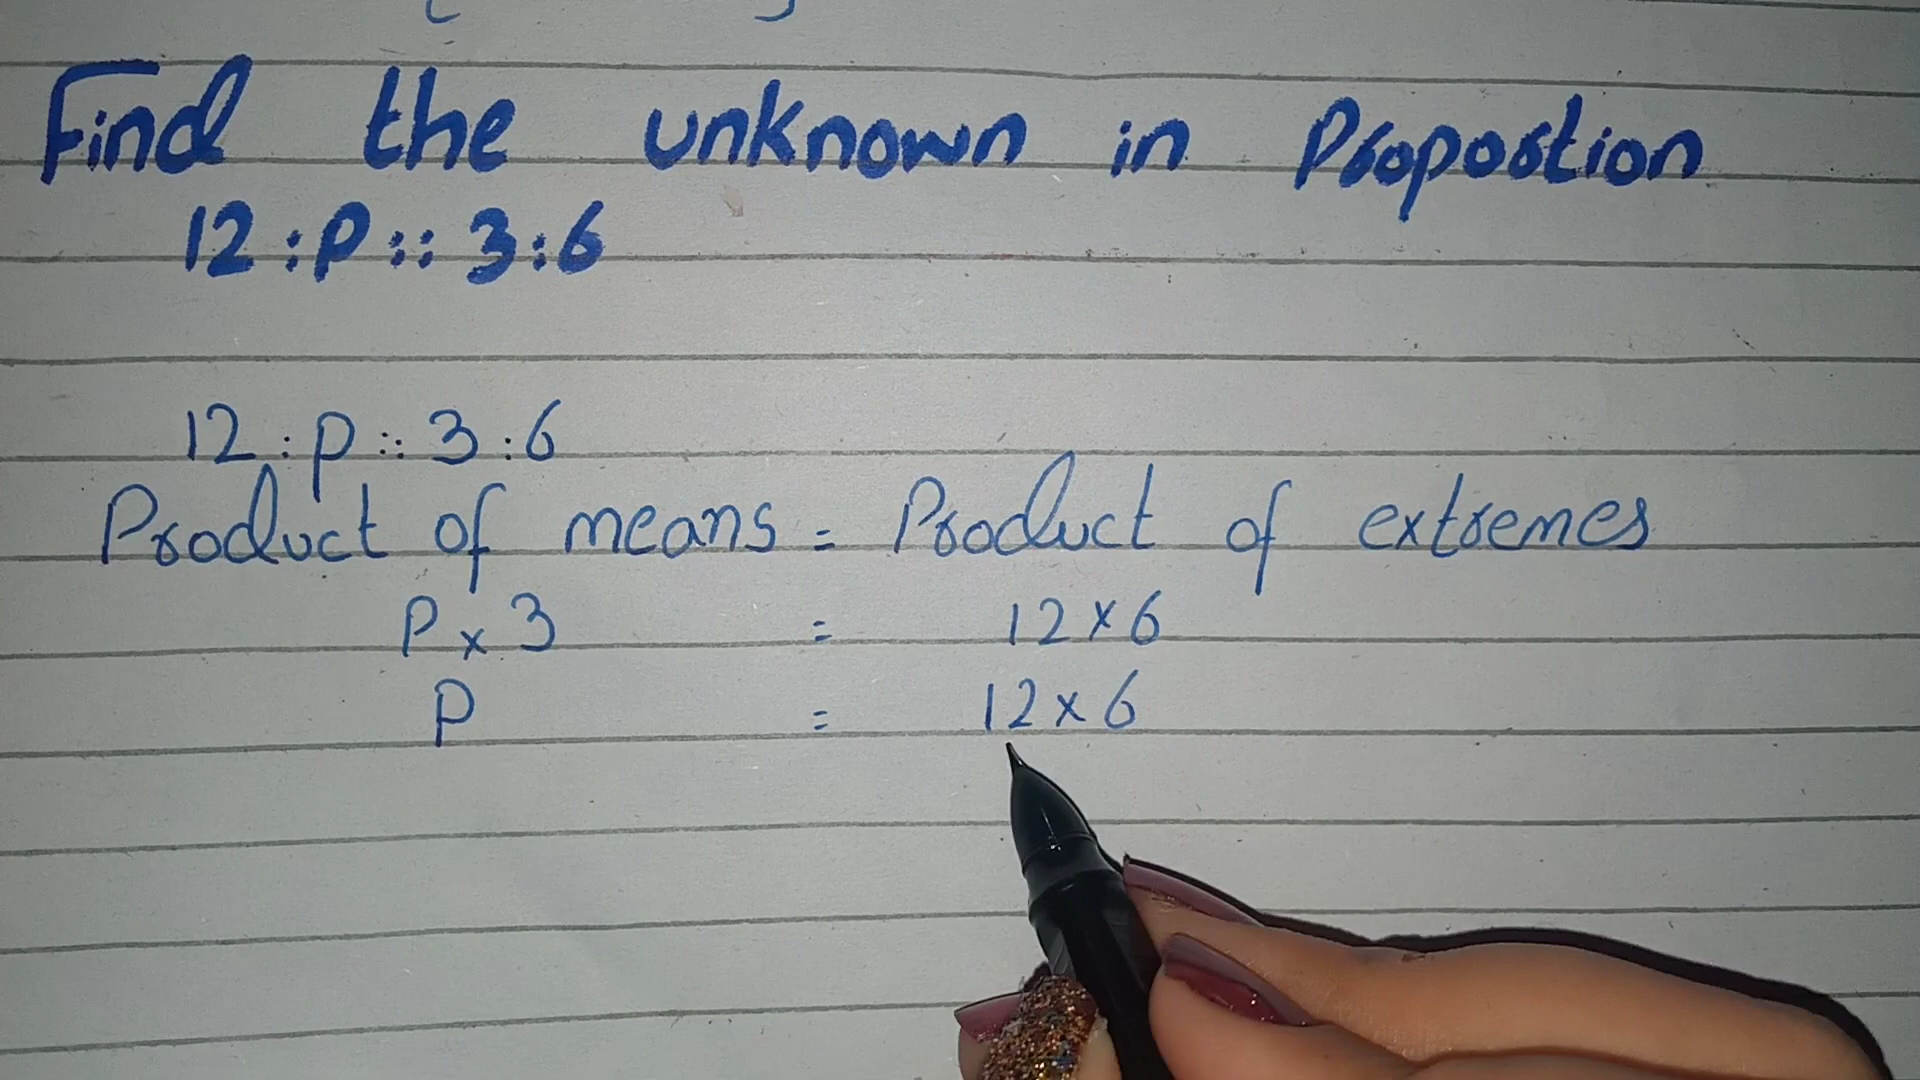 Find the unknown in Proportion
12:P::3:6
12:P::3:6
Product of means = Product of extremes
P x 3 = 12 x 6
P = 12 x 6